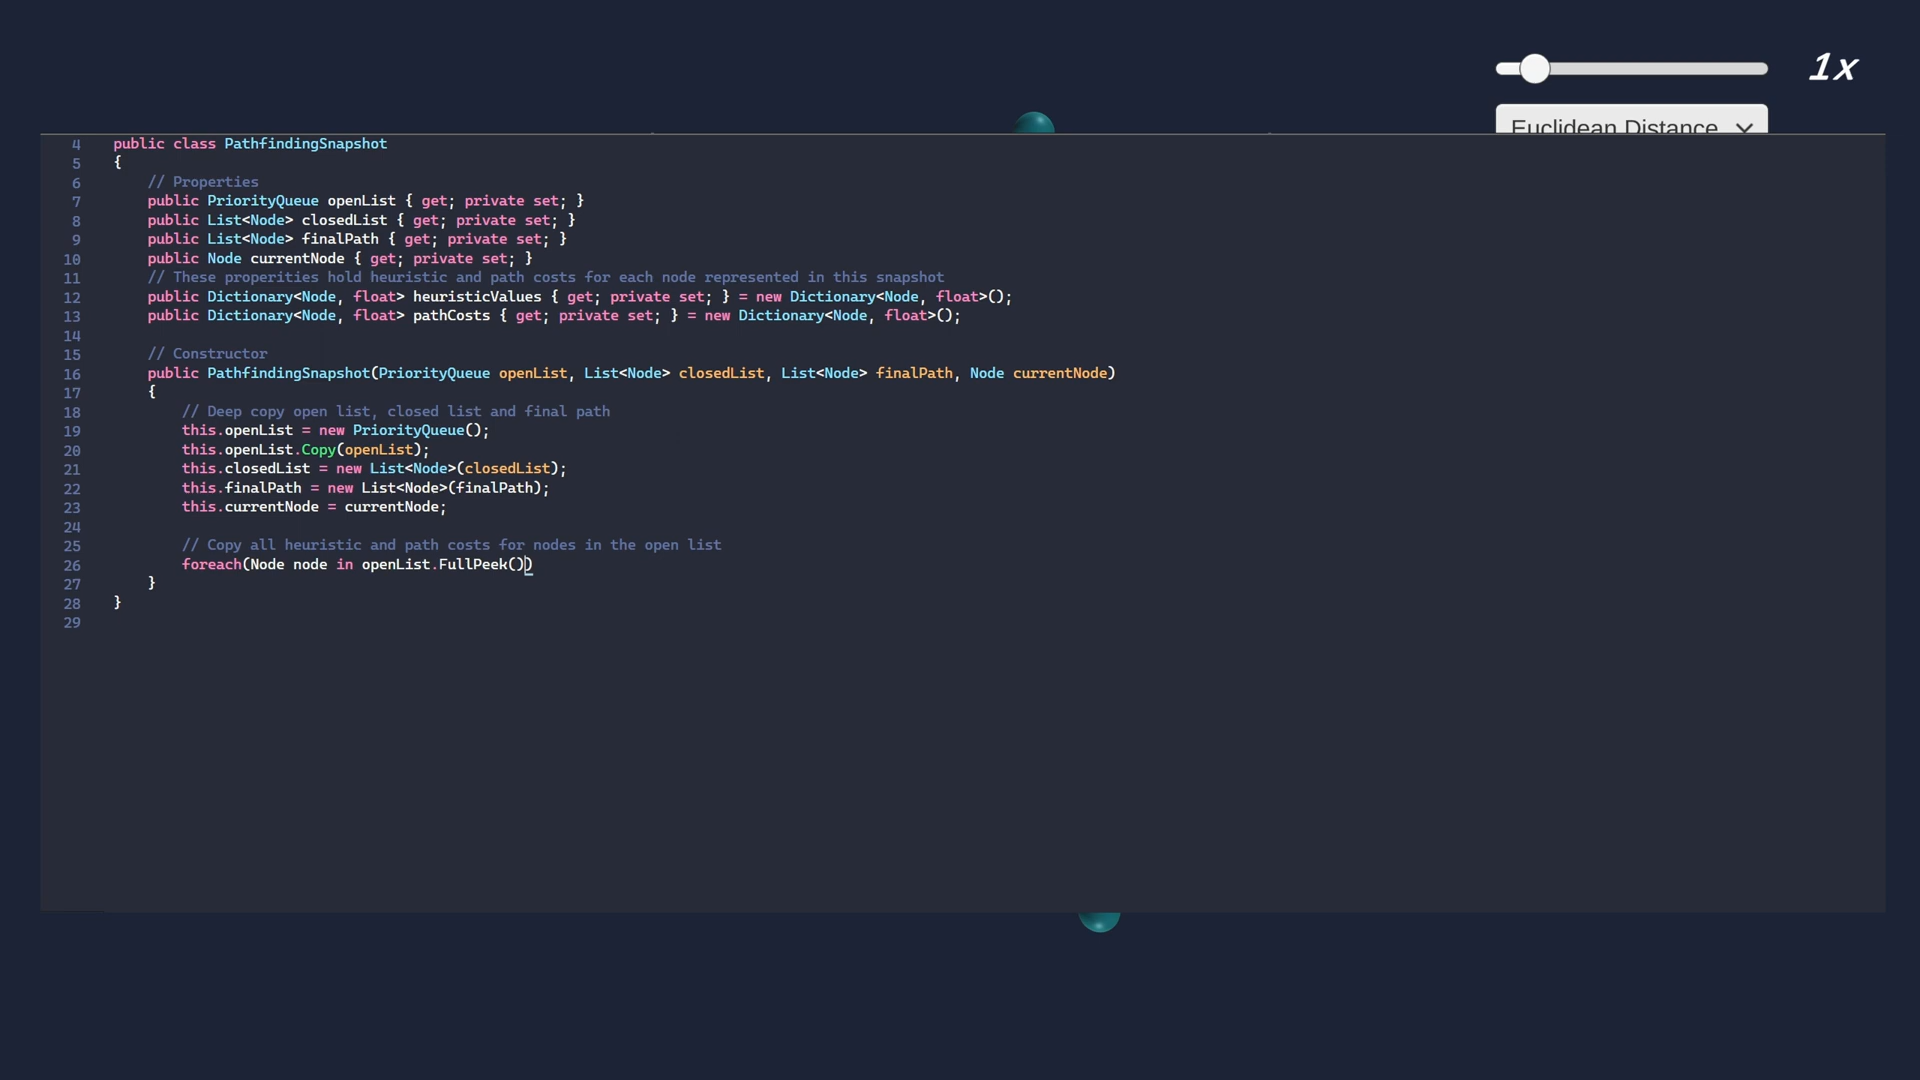 1x
Euclidean Distance
4 public class PathfindingSnapshot
5 {
6 // Properties
7 public PriorityQueue openList { get; private set; }
8 public List<Node> closedList { get; private set; }
9 public List<Node> finalPath { get; private set; }
10 public Node currentNode { get; private set; }
11 // These properities hold heuristic and path costs for each node represented in this snapshot
12 public Dictionary<Node, float> heuristicValues { get; private set; } = new Dictionary<Node, float>();
13 public Dictionary<Node, float> pathCosts { get; private set; } = new Dictionary<Node, float>();
14
15 // Constructor
16 public PathfindingSnapshot(PriorityQueue openList, List<Node> closedList, List<Node> finalPath, Node currentNode)
17 {
18 // Deep copy open list, closed list and final path
19 this.openList = new PriorityQueue();
20 this.openList.Copy(openList);
21 this.closedList = new List<Node>(closedList);
22 this.finalPath = new List<Node>(finalPath);
23 this.currentNode = currentNode;
24
25 // Copy all heuristic and path costs for nodes in the open list
26 foreach(Node node in openList.FullPeek())
27 }
28 }
29